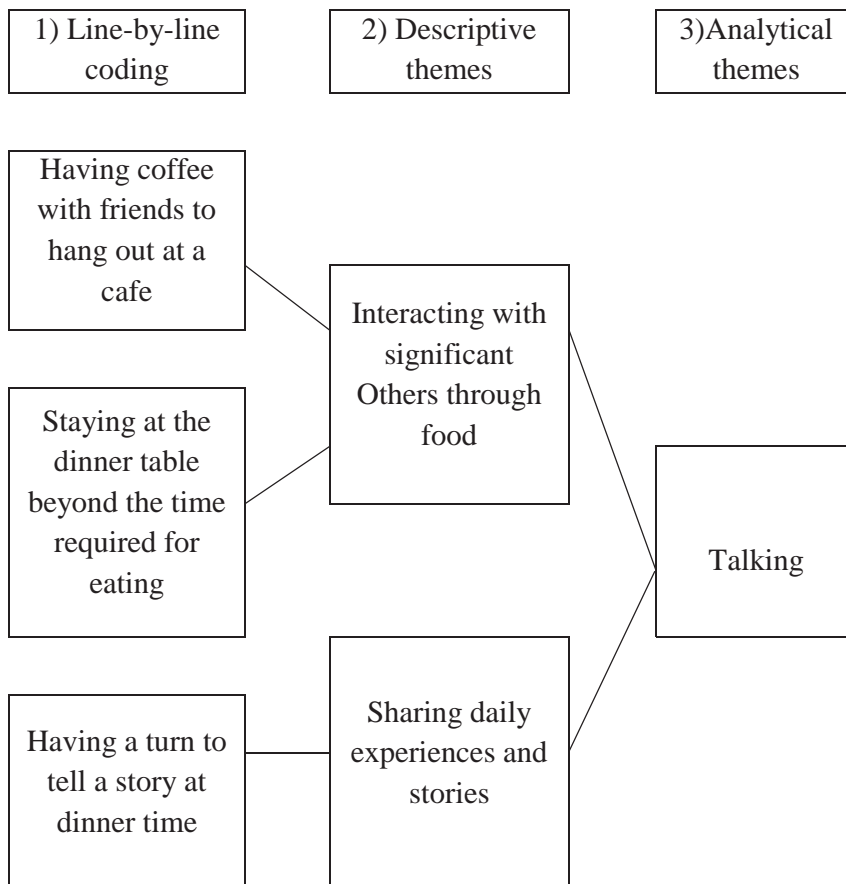 1) Line-by-line
coding
2) Descriptive
themes
3)Analytical
themes
Having coffee
with friends to
hang out at a
cafe
Staying at the
dinner table
beyond the time
required for
eating
Having a turn to
tell a story at
dinner time
Interacting with
significant
Others through
food
Sharing daily
experiences and
stories
Talking